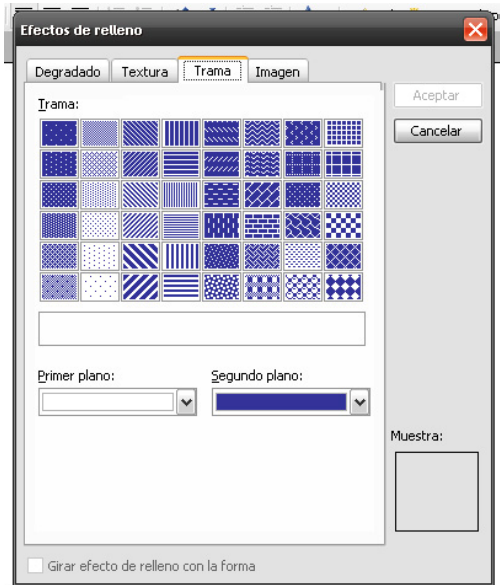 Efectos de relleno
Degradado Textura Trama Imagen
Trama:
Aceptar
Cancelar
Primer plano:
Segundo plano:
Muestra:
Girar efecto de relleno con la forma